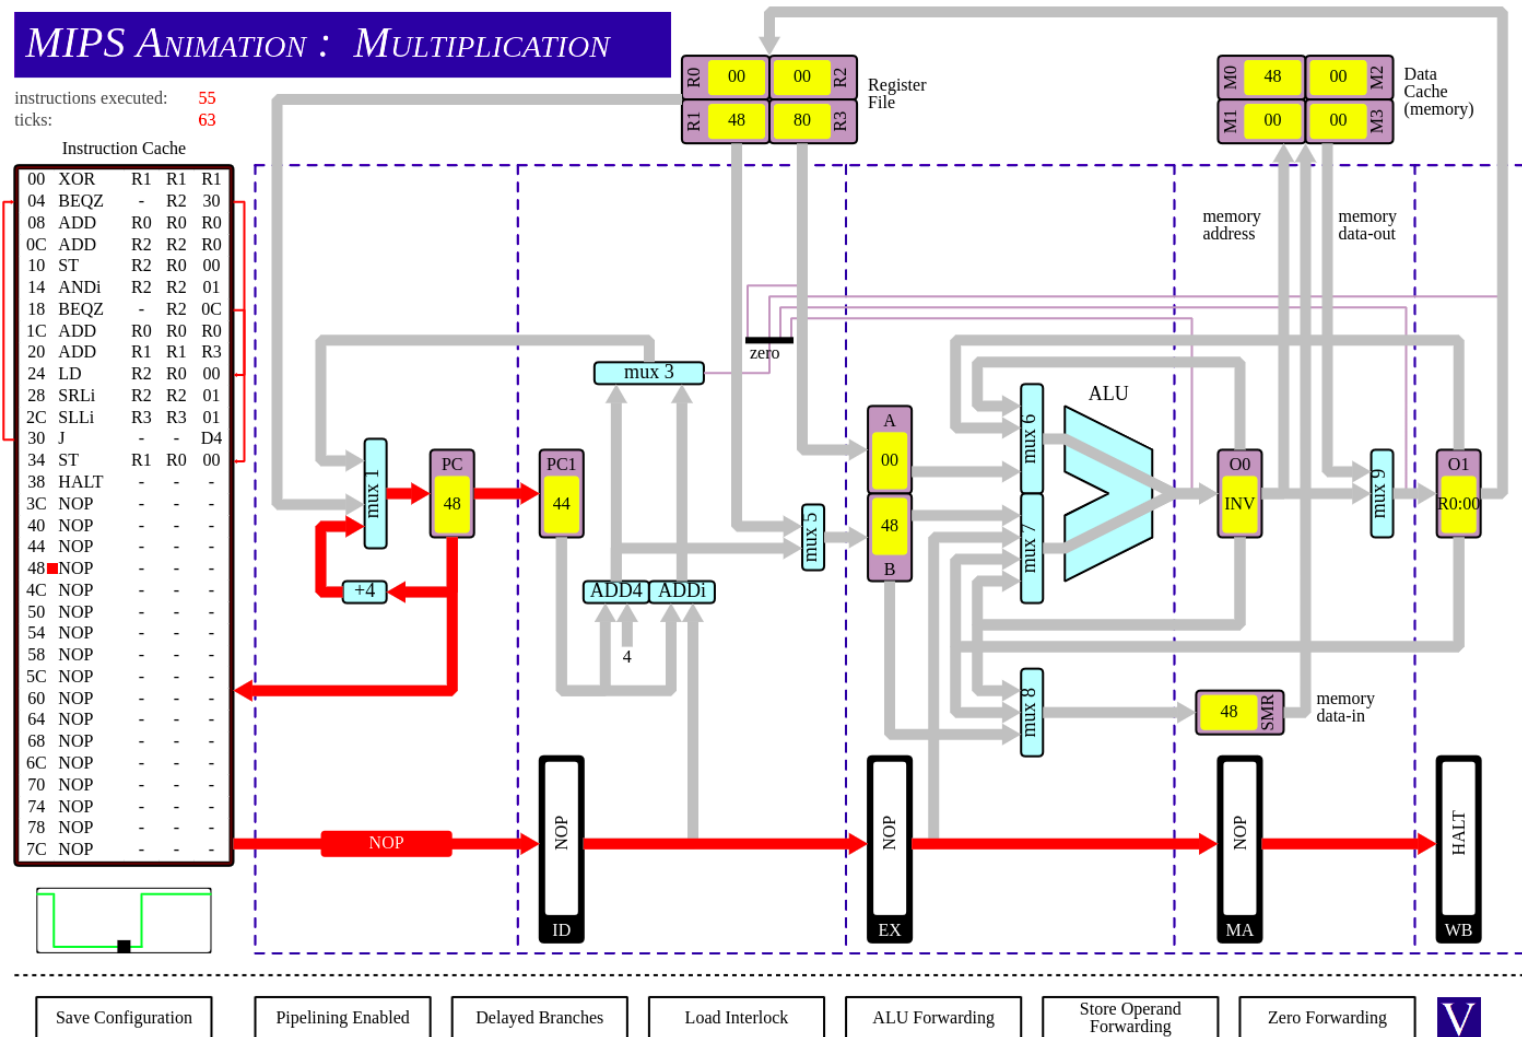 MIPS Animation : Multiplication
instructions executed: 55
ticks: 63
Instruction Cache
00 XOR R1 R1 R1
04 BEQZ - R2 30
08 ADD R0 R0 R0
0C ADD R2 R2 R0
10 ST R2 R0 00
14 ANDi R2 R2 01
18 BEQZ - R2 0C
1C ADD R0 R0 R0
20 ADD R1 R1 R3
24 LD R2 R0 00
28 SRLi R2 R2 01
2C SLLi R3 R3 01
30 J - - D4
34 ST R1 R0 00
38 HALT - - -
3C NOP - - -
40 NOP - - -
44 NOP - - -
48 NOP - - -
4C NOP - - -
50 NOP - - -
54 NOP - - -
58 NOP - - -
5C NOP - - -
60 NOP - - -
64 NOP - - -
68 NOP - - -
6C NOP - - -
70 NOP - - -
74 NOP - - -
78 NOP - - -
7C NOP - - -
R0 00 00 R2
R1 48 80 R3
Register
File
M0 48 00 M2
M1 00 00 M3
Data
Cache
(memory)
memory
address
memory
data-out
zero
mux 3
mux 1
PC
48
PC1
44
+4
ADD4 ADDi
4
mux 5
A
00
48
B
mux 6
mux 7
ALU
O0
INV
mux 9
O1
R0:00
mux 8
48 SMR
memory
data-in
NOP
NOP
ID
NOP
EX
NOP
MA
HALT
WB
Save Configuration
Pipelining Enabled
Delayed Branches
Load Interlock
ALU Forwarding
Store Operand
Forwarding
Zero Forwarding
V